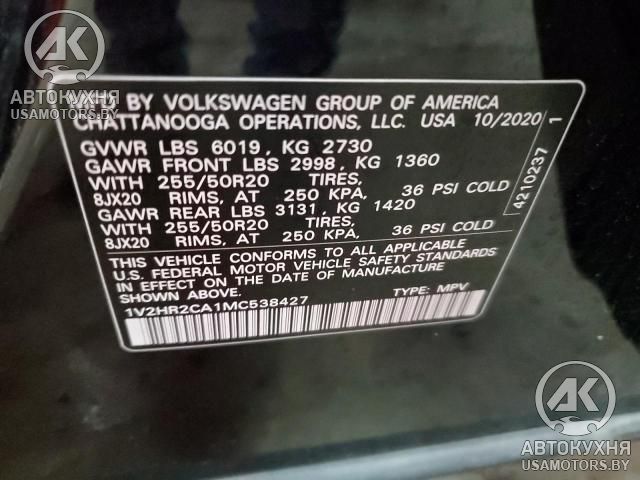 MFD BY VOLKSWAGEN GROUP OF AMERICA
CHATTANOOGA OPERATIONS, LLC. USA 10/2020
GVWR LBS 6019, KG 2730
GAWR FRONT LBS 2998, KG 1360
WITH 255/50R20 TIRES,
8JX20 RIMS, AT 250 KPA, 36 PSI COLD
GAWR REAR LBS 3131, KG 1420
WITH 255/50R20 TIRES,
8JX20 RIMS, AT 250 KPA, 36 PSI COLD
THIS VEHICLE CONFORMS TO ALL APPLICABLE
U.S. FEDERAL MOTOR VEHICLE SAFETY STANDARDS
IN EFFECT ON THE DATE OF MANUFACTURE
SHOWN ABOVE.
1V2HR2CA1MC538427 TYPE: MPV
4210237 1
АК
АВТОКУХНЯ
USAMOTORS.BY
АК
АВТОКУХНЯ
USAMOTORS.BY